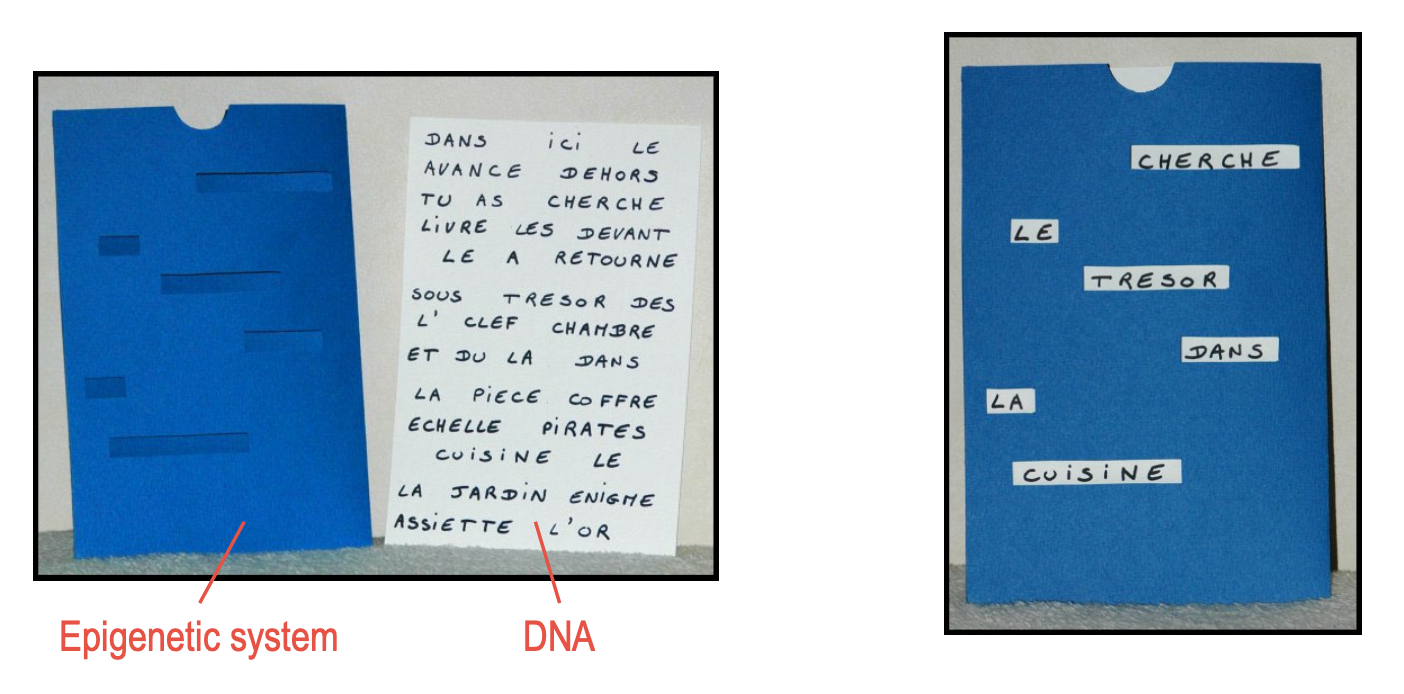 DANS ici LE
AVANCE DEHORS
TU AS CHERCHE
LiVRE LES DEVANT
LE A RETOURNE
SOUS TRESOR DES
L' CLEF CHAMBRE
ET DU LA DANS
LA PiECE COFFRE
ECHELLE PiRATES
CUiSiNE LE
LA JARDiN ENiGME
ASSiETTE L'OR
Epigenetic system
DNA
CHERCHE
LE
TRESOR
DANS
LA
CUiSiNE